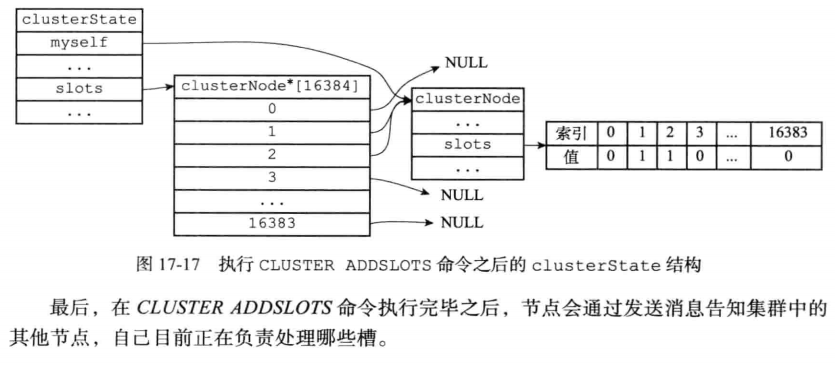 clusterState
myself
...
slots
...
clusterNode*[16384]
0
1
2
3
...
16383
NULL
NULL
NULL
clusterNode
...
slots
...
索引 0 1 2 3 ... 16383
值 0 1 1 0 ... 0
图 17-17 执行 CLUSTER ADDSLOTS 命令之后的 clusterState 结构
最后，在 CLUSTER ADDSLOTS 命令执行完毕之后，节点会通过发送消息告知集群中的
其他节点，自己目前正在负责处理哪些槽。